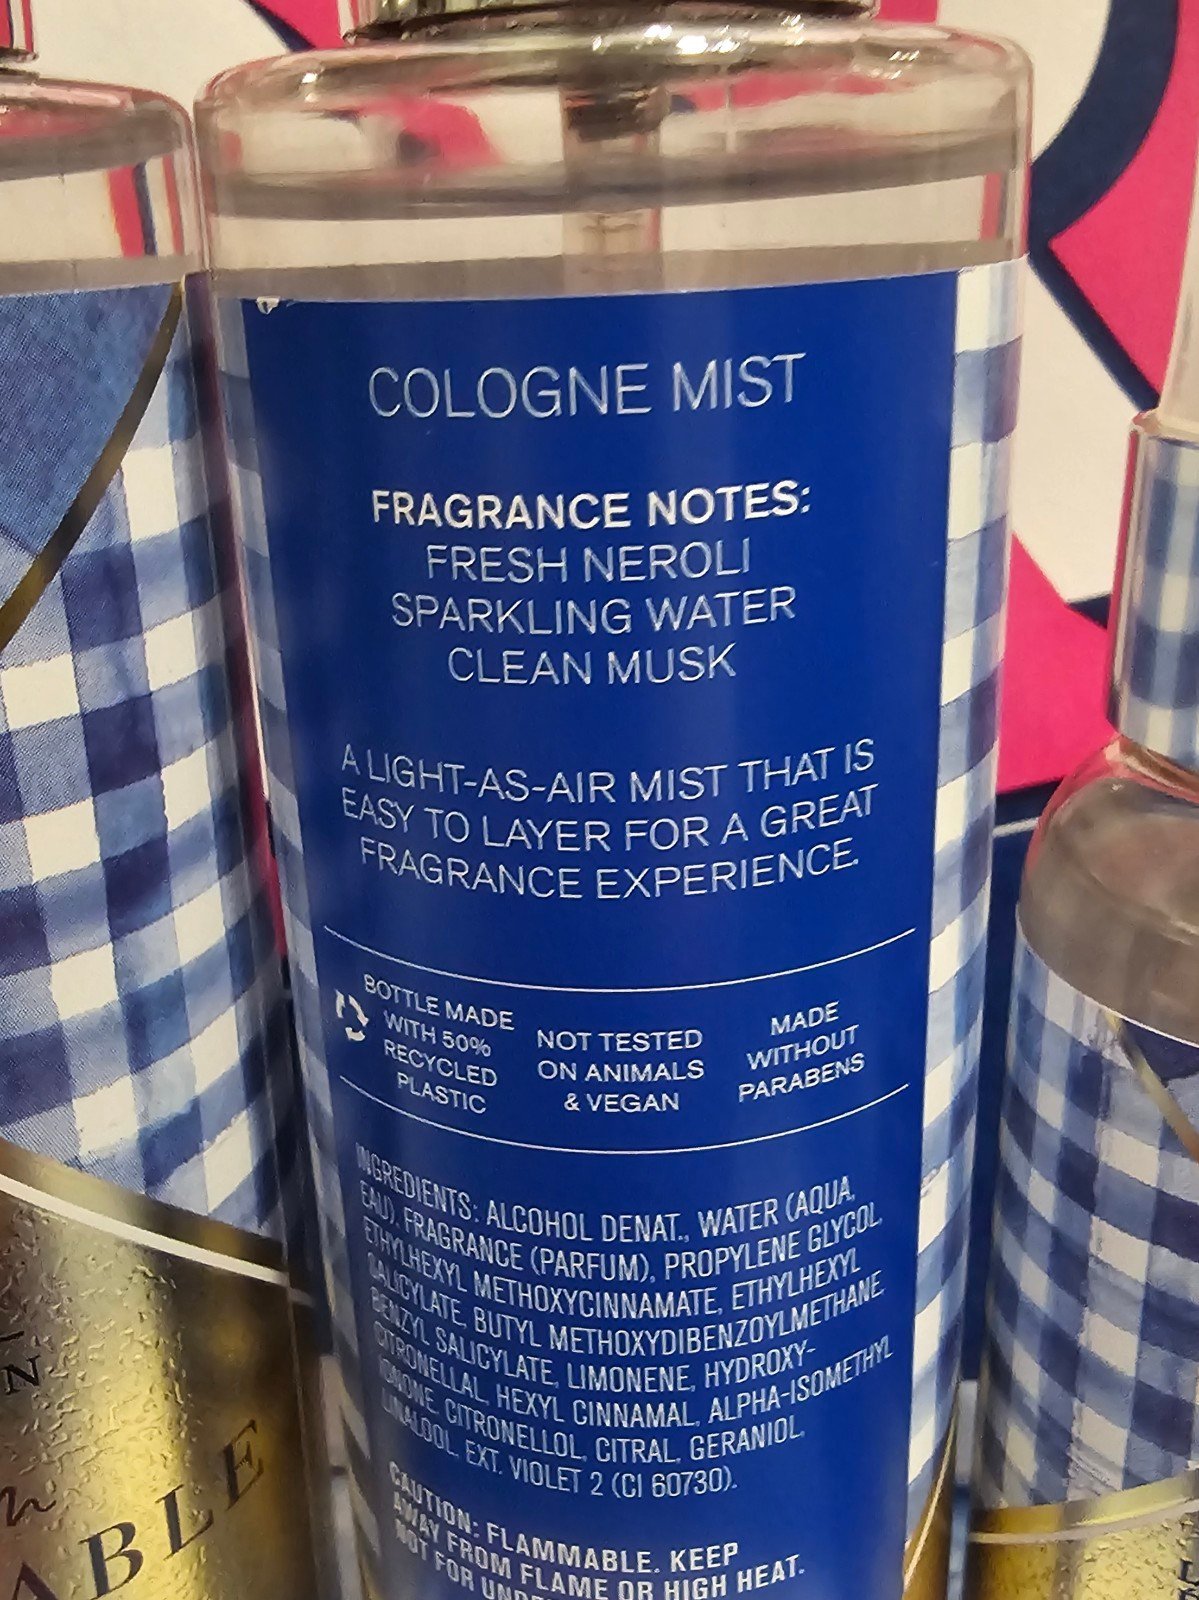 COLOGNE MIST
FRAGRANCE NOTES:
FRESH NEROLI
SPARKLING WATER
CLEAN MUSK
A LIGHT-AS-AIR MIST THAT IS
EASY TO LAYER FOR A GREAT
FRAGRANCE EXPERIENCE.
BOTTLE MADE
WITH 50%
RECYCLED
PLASTIC
NOT TESTED
ON ANIMALS
& VEGAN
MADE
WITHOUT
PARABENS
INGREDIENTS: ALCOHOL DENAT., WATER (AQUA,
EAU), FRAGRANCE (PARFUM), PROPYLENE GLYCOL,
ETHYLHEXYL METHOXYCINNAMATE, ETHYLHEXYL
SALICYLATE, BUTYL METHOXYDIBENZOYLMETHANE,
BENZYL SALICYLATE, LIMONENE, HYDROXY-
CITRONELLAL, HEXYL CINNAMAL, ALPHA-ISOMETHYL
IONONE, CITRONELLOL, CITRAL, GERANIOL,
LINALOOL, EXT. VIOLET 2 (CI 60730).
CAUTION: FLAMMABLE. KEEP
AWAY FROM FLAME OR HIGH HEAT.
NOT FOR
ABLE